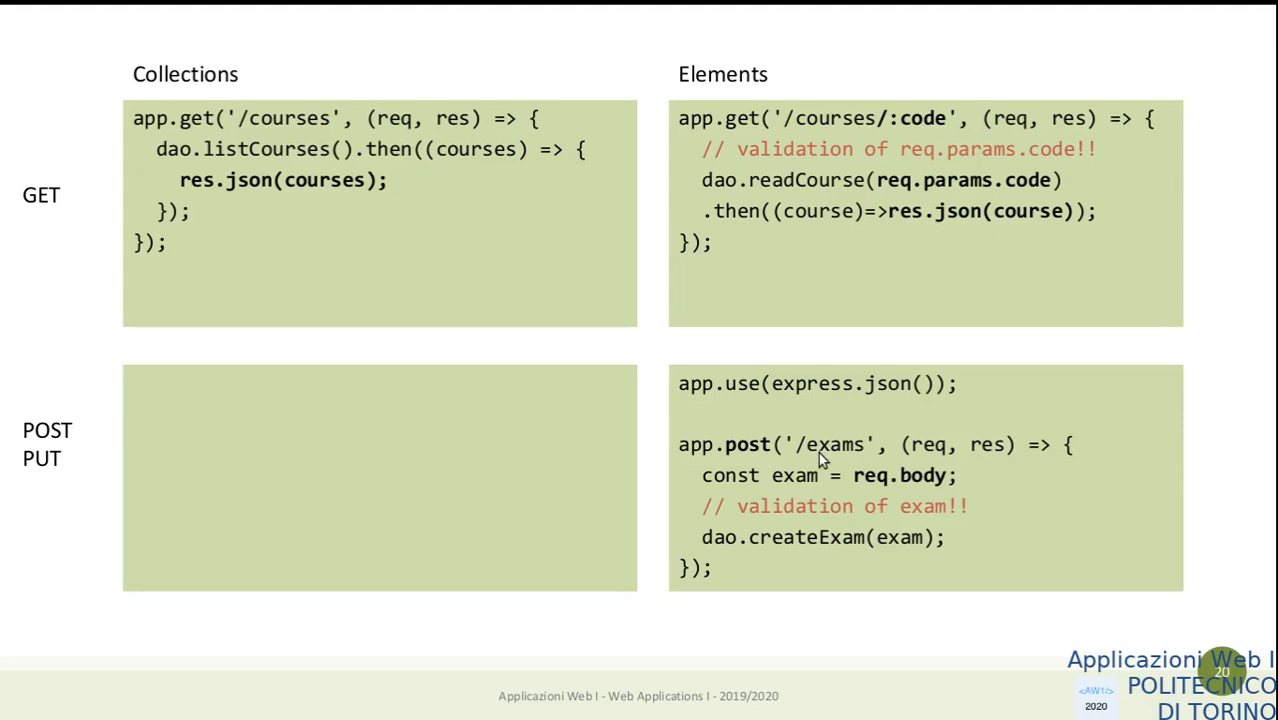 Collections
Elements
GET
app.get('/courses', (req, res) => {
  dao.listCourses().then((courses) => {
    res.json(courses);
  });
});
app.get('/courses/:code', (req, res) => {
  // validation of req.params.code!!
  dao.readCourse(req.params.code)
  .then((course)=>res.json(course));
});
POST
PUT
app.use(express.json());
app.post('/exams', (req, res) => {
  const exam = req.body;
  // validation of exam!!
  dao.createExam(exam);
});
Applicazioni Web I - Web Applications I - 2019/2020
20
Applicazioni Web I
POLITECNICO
DI TORINO
<AW1/>
2020